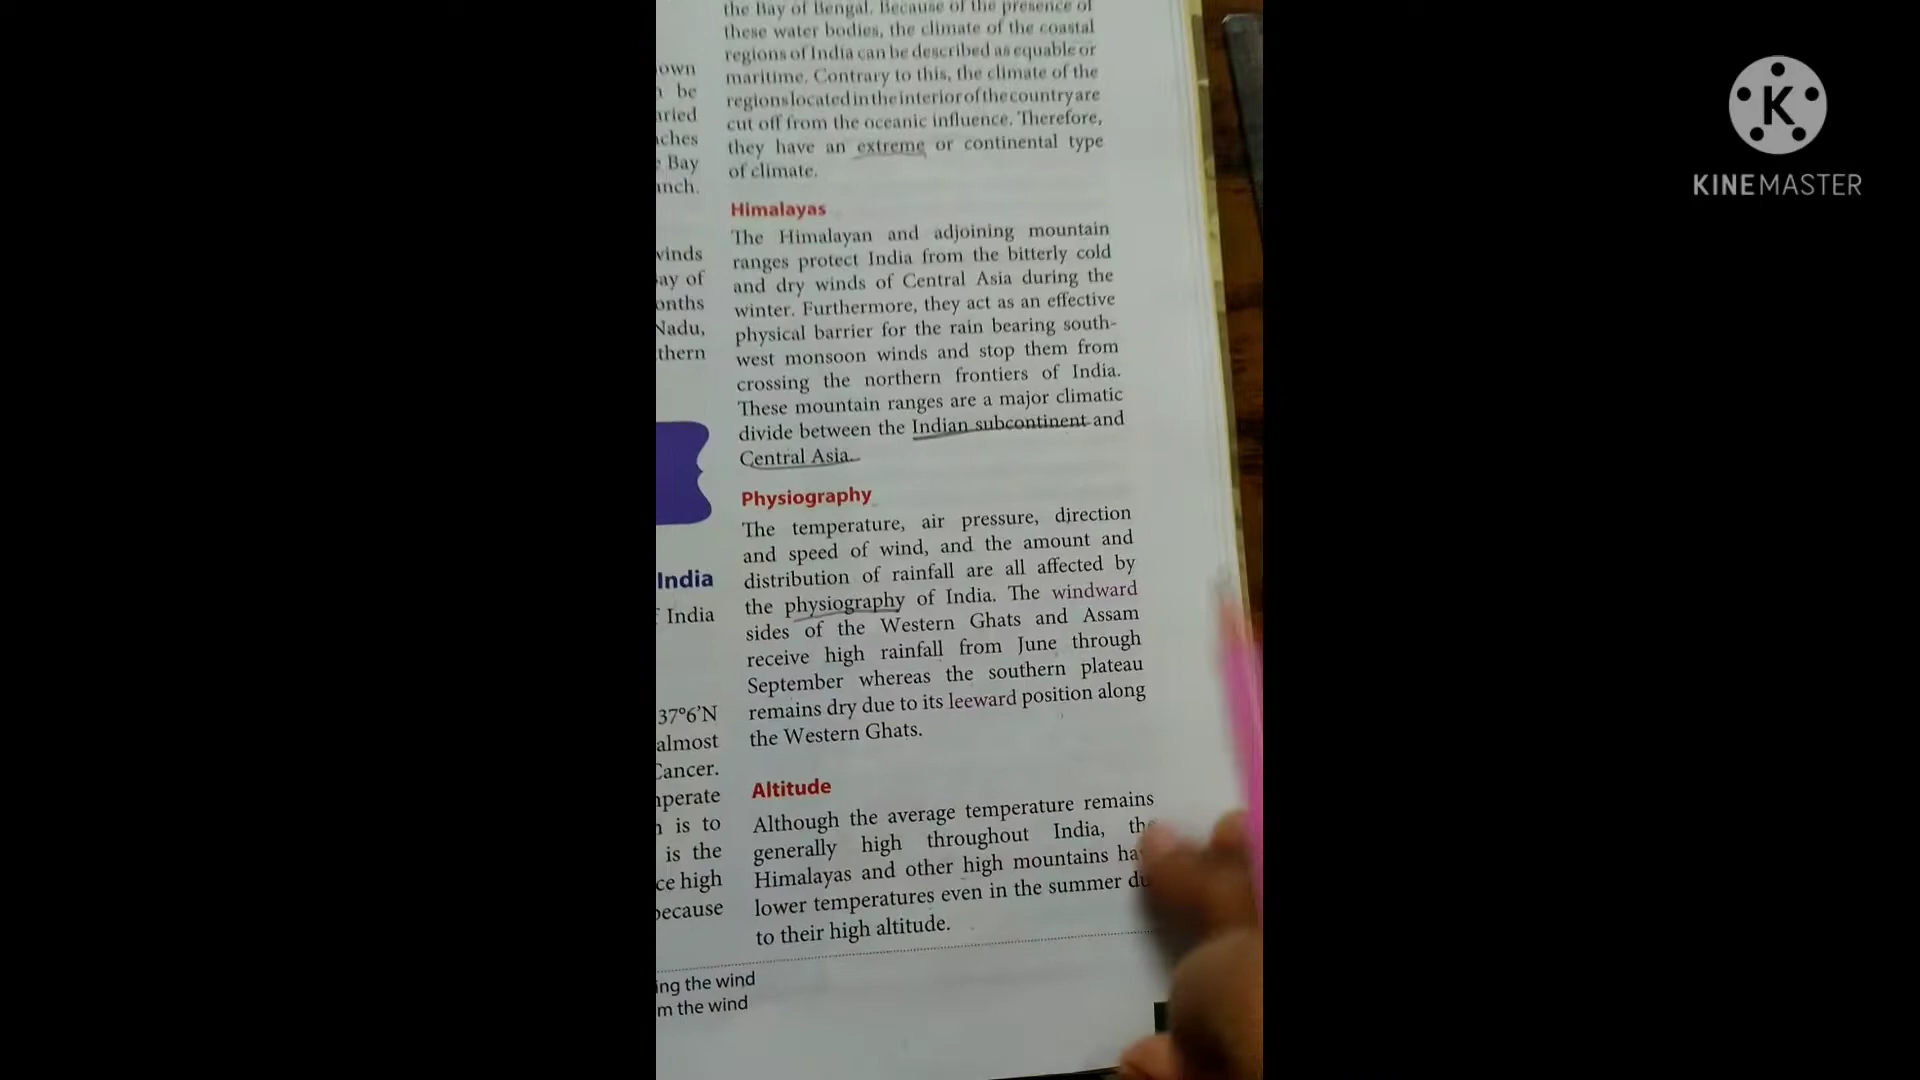 own
be
aried
aches
Bay
anch.
vinds
ay of
onths
Nadu,
thern
India
India
37°6'N
almost
Cancer.
nperate
is to
is the
ce high
because
the Bay of Bengal. Because of the presence of
these water bodies, the climate of the coastal
regions of India can be described as equable or
maritime. Contrary to this, the climate of the
regions located in the interior of the country are
cut off from the oceanic influence. Therefore,
they have an extreme or continental type
of climate.
Himalayas
The Himalayan and adjoining mountain
ranges protect India from the bitterly cold
and dry winds of Central Asia during the
winter. Furthermore, they act as an effective
physical barrier for the rain bearing south-
west monsoon winds and stop them from
crossing the northern frontiers of India.
These mountain ranges are a major climatic
divide between the Indian subcontinent and
Central Asia.
Physiography
The temperature, air pressure, direction
and speed of wind, and the amount and
distribution of rainfall are all affected by
the physiography of India. The windward
sides of the Western Ghats and Assam
receive high rainfall from June through
September whereas the southern plateau
remains dry due to its leeward position along
the Western Ghats.
Altitude
Although the average temperature remains
generally high throughout India, the
Himalayas and other high mountains ha
lower temperatures even in the summer du
to their high altitude.
ing the wind
m the wind
K
KINEMASTER